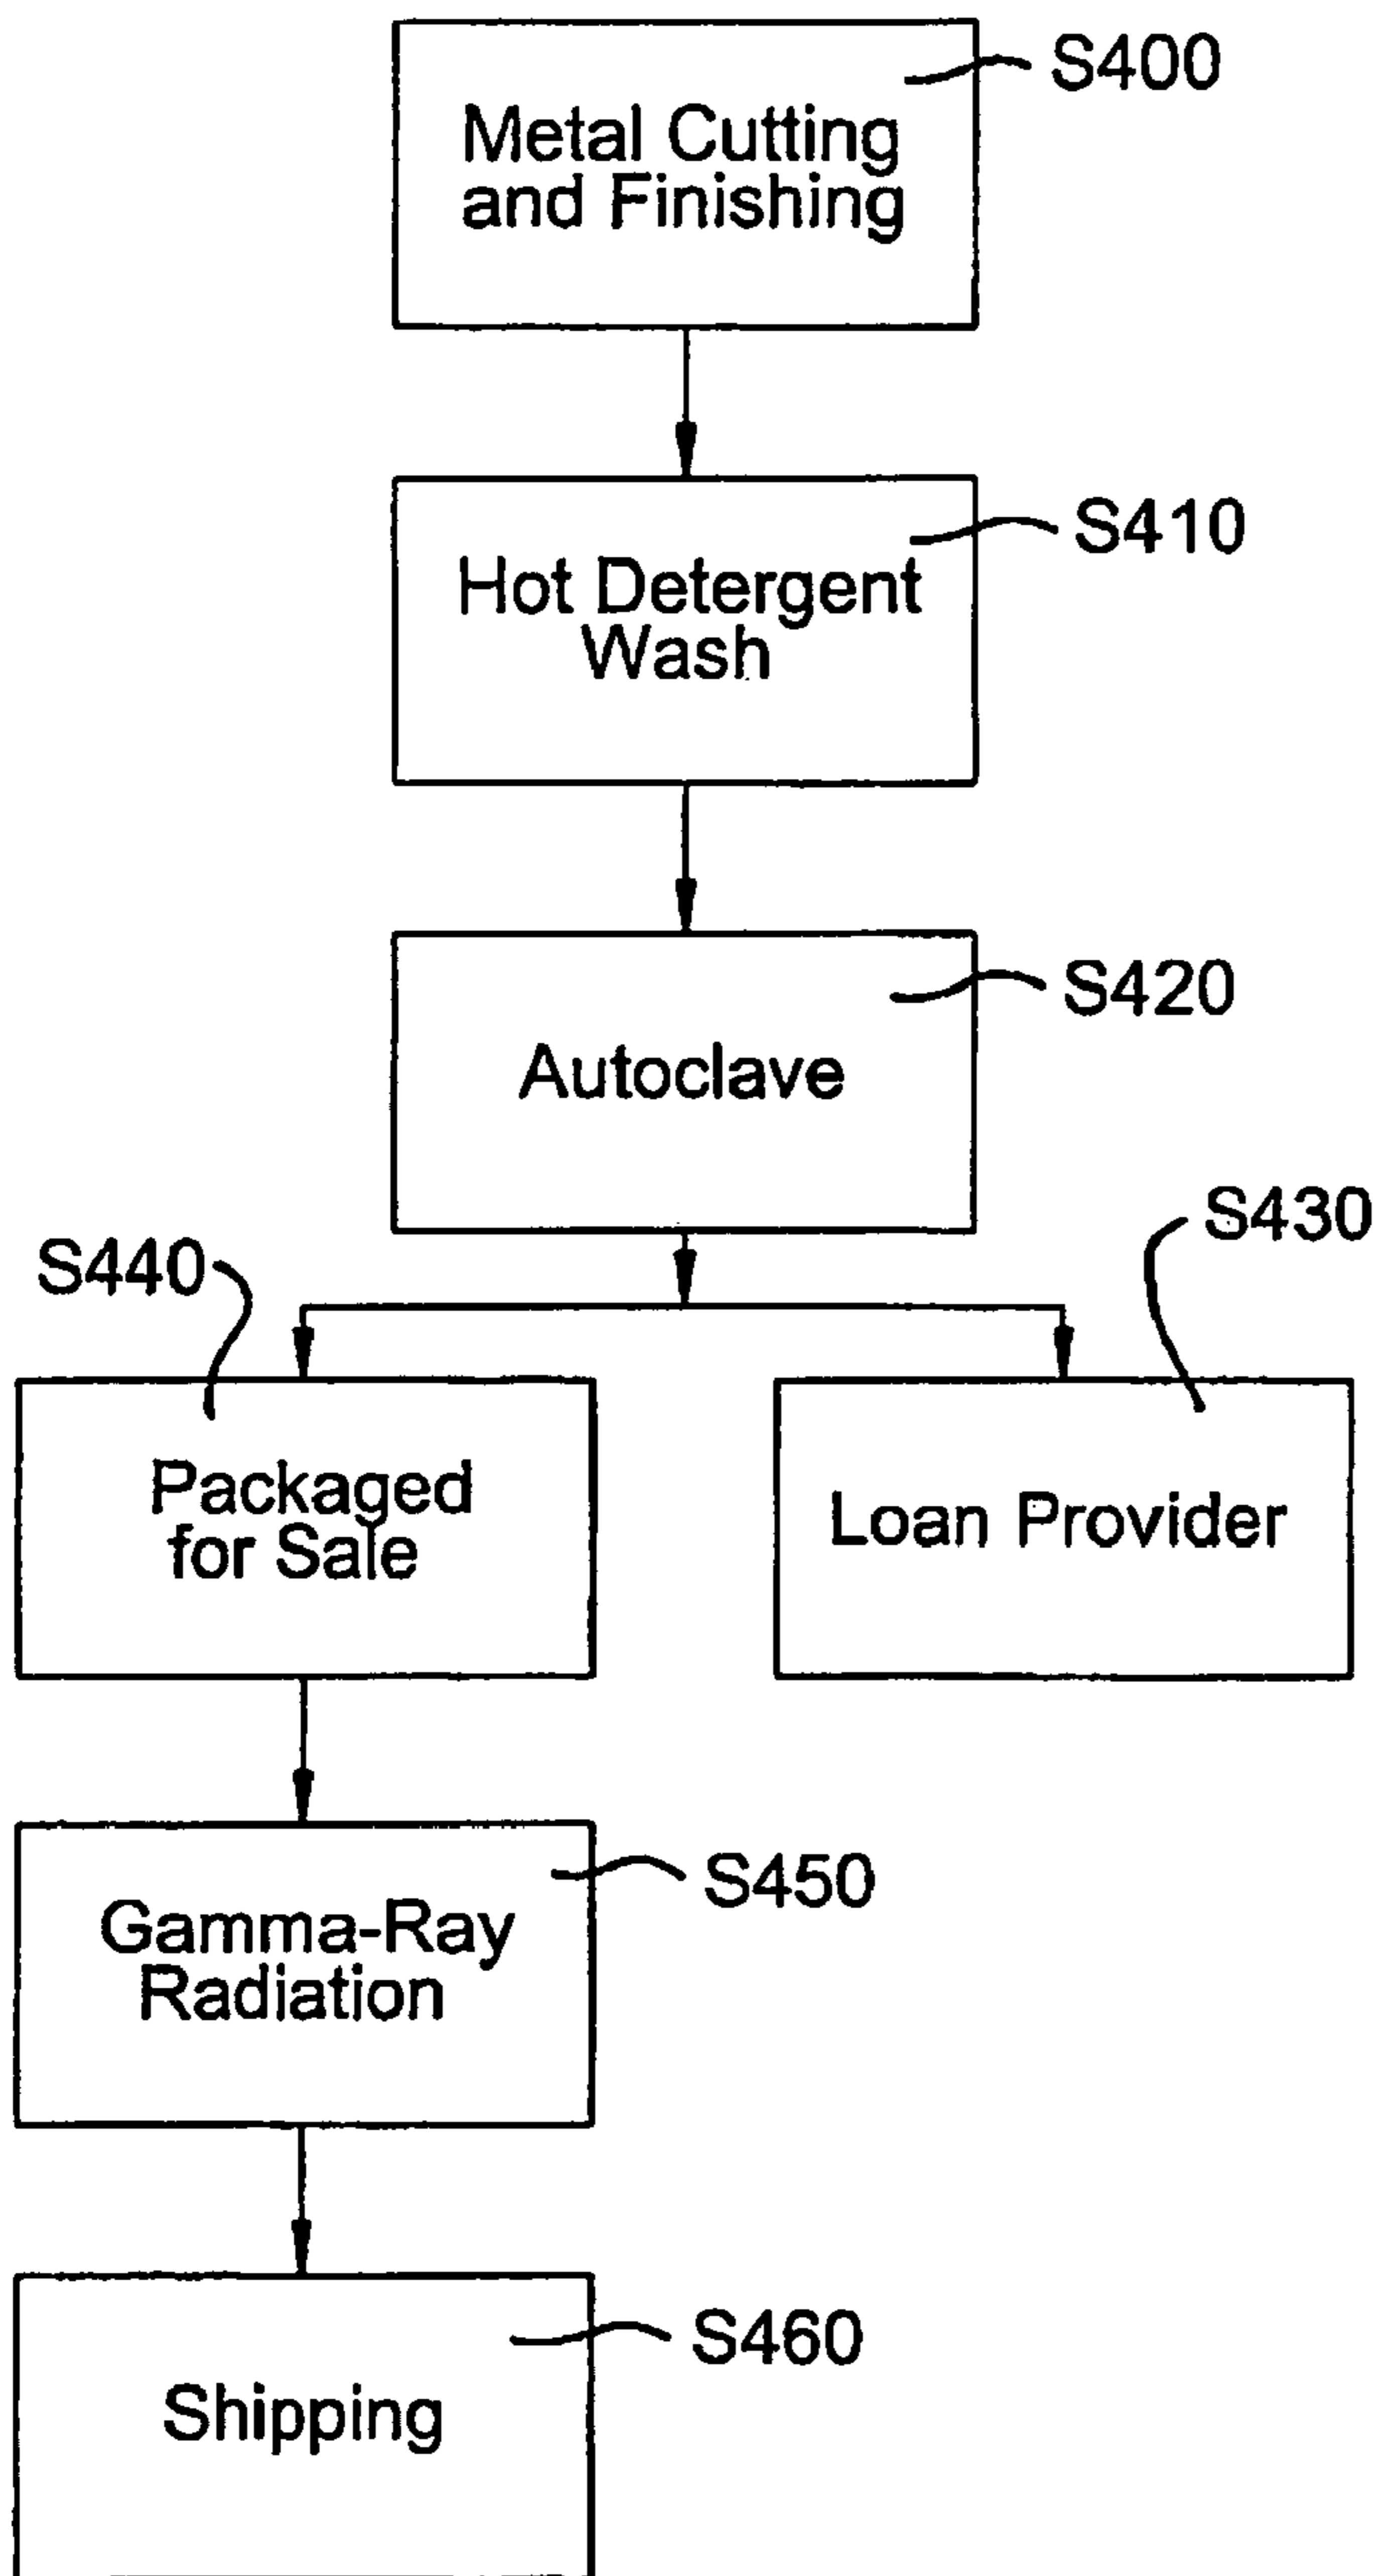 S400
Metal Cutting
and Finishing
S410
Hot Detergent
Wash
S420
Autoclave
S430
S440
Packaged
for Sale
Loan Provider
S450
Gamma-Ray
Radiation
S460
Shipping